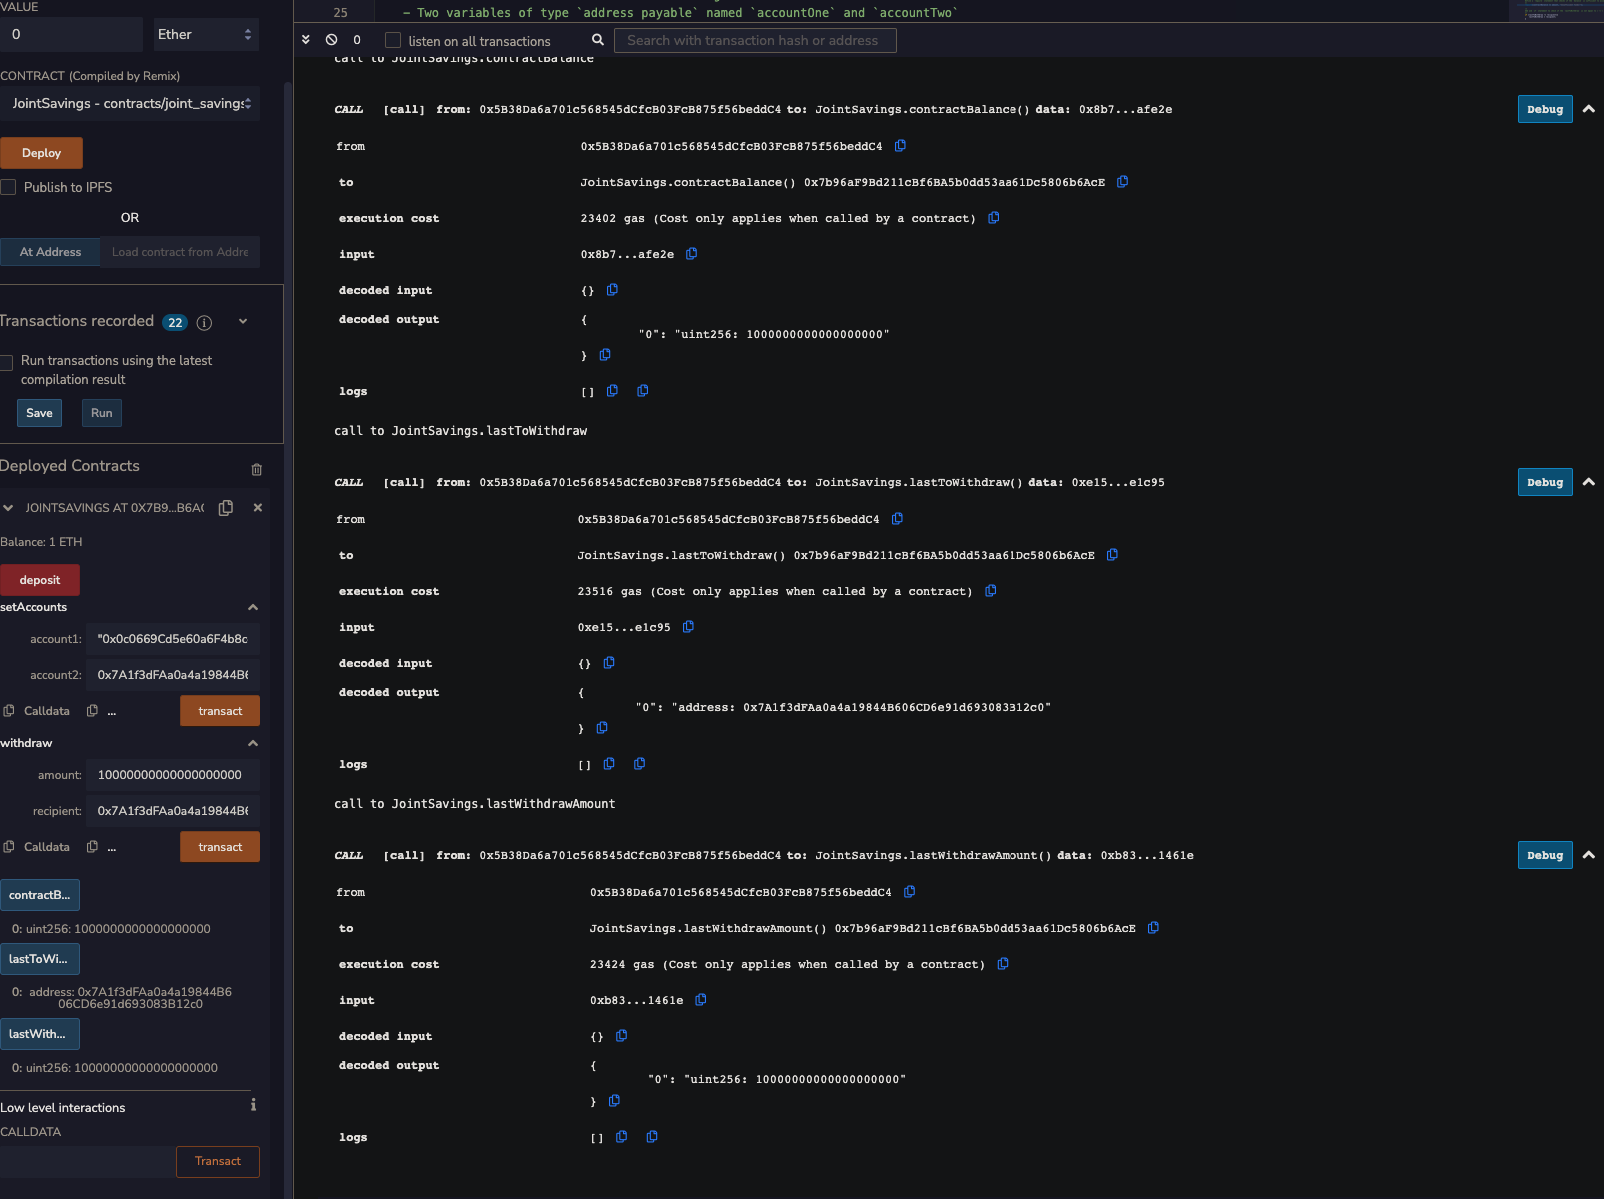 VALUE
0
Ether
CONTRACT (Compiled by Remix)
JointSavings - contracts/joint_savings
Deploy
Publish to IPFS
OR
At Address
Load contract from Addre
Transactions recorded 22
Run transactions using the latest
compilation result
Save
Run
Deployed Contracts
JOINTSAVINGS AT 0X7B9...B6A
Balance: 1 ETH
deposit
setAccounts
account1: "0x0c0669Cd5e60a6F4b8c
account2: 0x7A1f3dFAa0a4a19844B6
Calldata ... transact
withdraw
amount: 10000000000000000000
recipient: 0x7A1f3dFAa0a4a19844B6
Calldata ... transact
contractB...
0: uint256: 1000000000000000000
lastToWi...
0: address: 0x7A1f3dFAa0a4a19844B6
06CD6e91d693083B12c0
lastWith...
0: uint256: 10000000000000000000
Low level interactions
CALLDATA
Transact
25 - Two variables of type `address payable` named `accountOne` and `accountTwo`
0 listen on all transactions Search with transaction hash or address
call to JointSavings.contractBalance
CALL [call] from: 0x5B38Da6a701c568545dCfcB03FcB875f56beddC4 to: JointSavings.contractBalance() data: 0x8b7...afe2e Debug
from 0x5B38Da6a701c568545dCfcB03FcB875f56beddC4
to JointSavings.contractBalance() 0x7b96aF9Bd211cBf6BA5b0dd53aa61Dc5806b6AcE
execution cost 23402 gas (Cost only applies when called by a contract)
input 0x8b7...afe2e
decoded input {}
decoded output {
"0": "uint256: 1000000000000000000"
}
logs []
call to JointSavings.lastToWithdraw
CALL [call] from: 0x5B38Da6a701c568545dCfcB03FcB875f56beddC4 to: JointSavings.lastToWithdraw() data: 0xe15...e1c95 Debug
from 0x5B38Da6a701c568545dCfcB03FcB875f56beddC4
to JointSavings.lastToWithdraw() 0x7b96aF9Bd211cBf6BA5b0dd53aa61Dc5806b6AcE
execution cost 23516 gas (Cost only applies when called by a contract)
input 0xe15...e1c95
decoded input {}
decoded output {
"0": "address: 0x7A1f3dFAa0a4a19844B606CD6e91d693083B12c0"
}
logs []
call to JointSavings.lastWithdrawAmount
CALL [call] from: 0x5B38Da6a701c568545dCfcB03FcB875f56beddC4 to: JointSavings.lastWithdrawAmount() data: 0xb83...1461e Debug
from 0x5B38Da6a701c568545dCfcB03FcB875f56beddC4
to JointSavings.lastWithdrawAmount() 0x7b96aF9Bd211cBf6BA5b0dd53aa61Dc5806b6AcE
execution cost 23424 gas (Cost only applies when called by a contract)
input 0xb83...1461e
decoded input {}
decoded output {
"0": "uint256: 10000000000000000000"
}
logs []